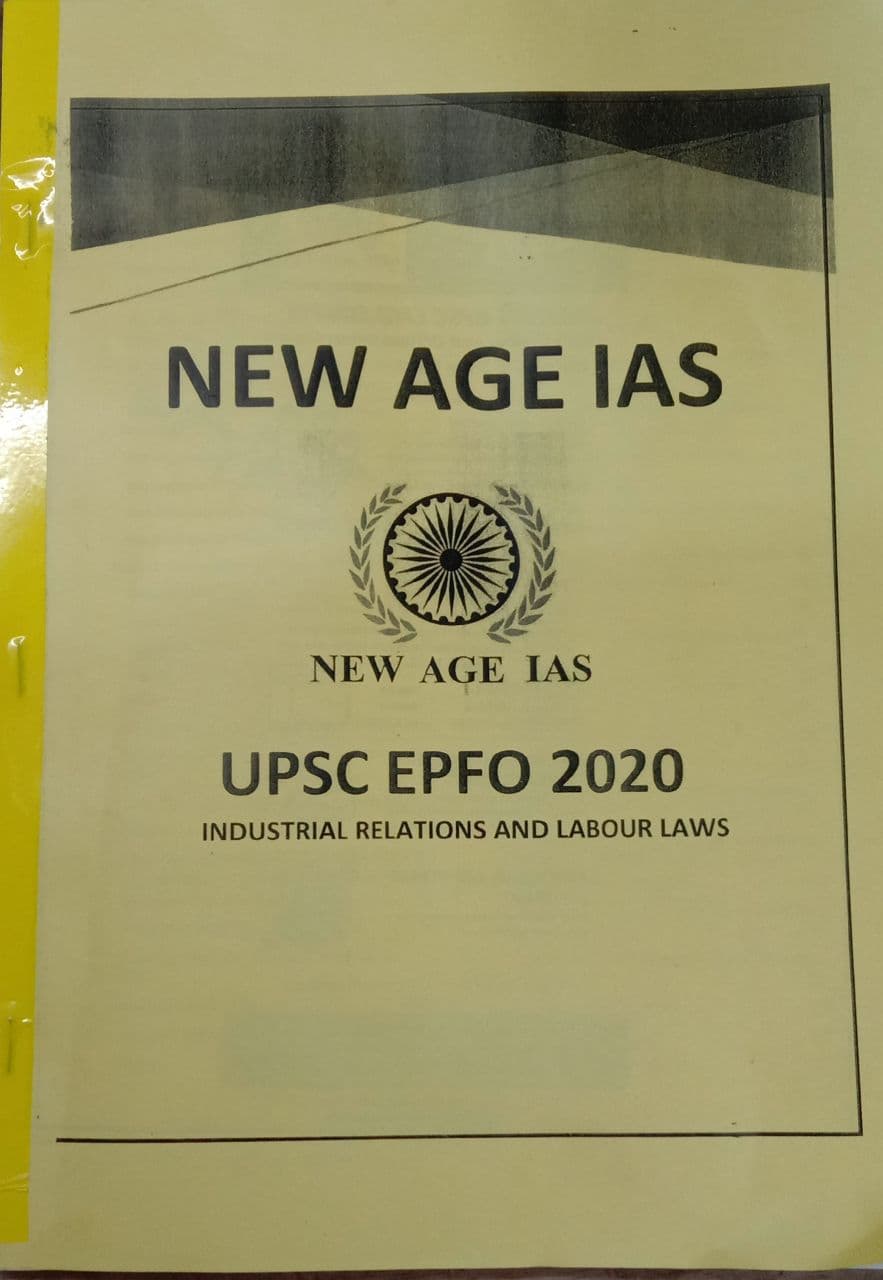 NEW AGE IAS
NEW AGE IAS
UPSC EPFO 2020
INDUSTRIAL RELATIONS AND LABOUR LAWS